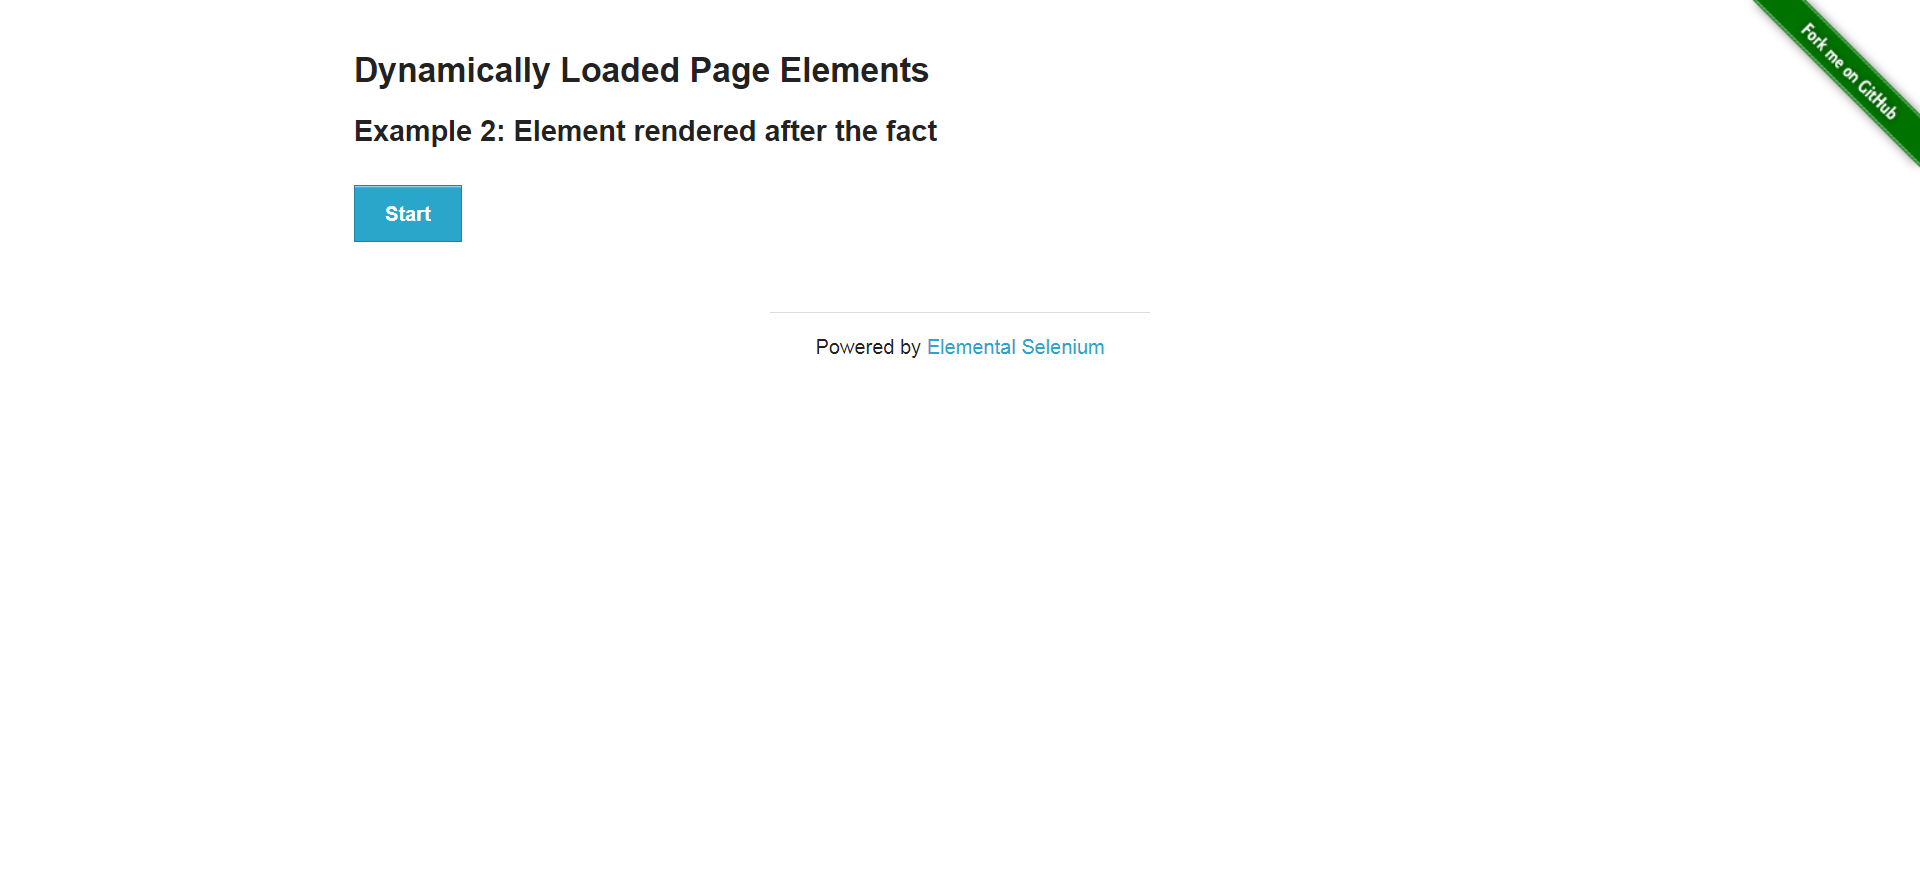 Dynamically Loaded Page Elements
Example 2: Element rendered after the fact
Start
Powered by Elemental Selenium
Fork me on GitHub